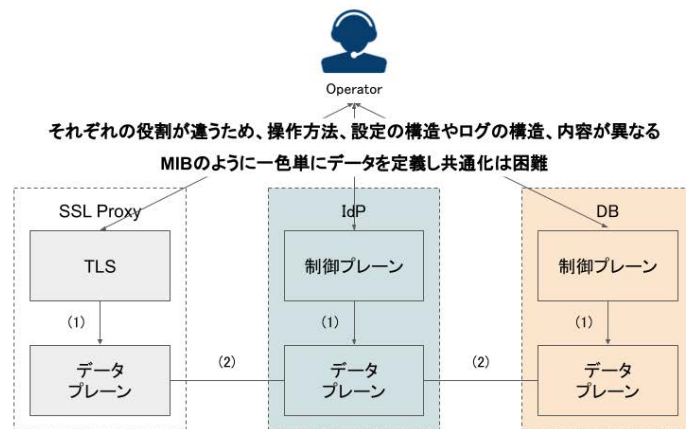 Operator
それぞれの役割が違うため、操作方法、設定の構造やログの構造、内容が異なる
MIBのように一色単にデータを定義し共通化は困難
SSL Proxy
IdP
DB
TLS
制御プレーン
制御プレーン
(1)
(1)
(1)
データ
プレーン
(2)
データ
プレーン
(2)
データ
プレーン